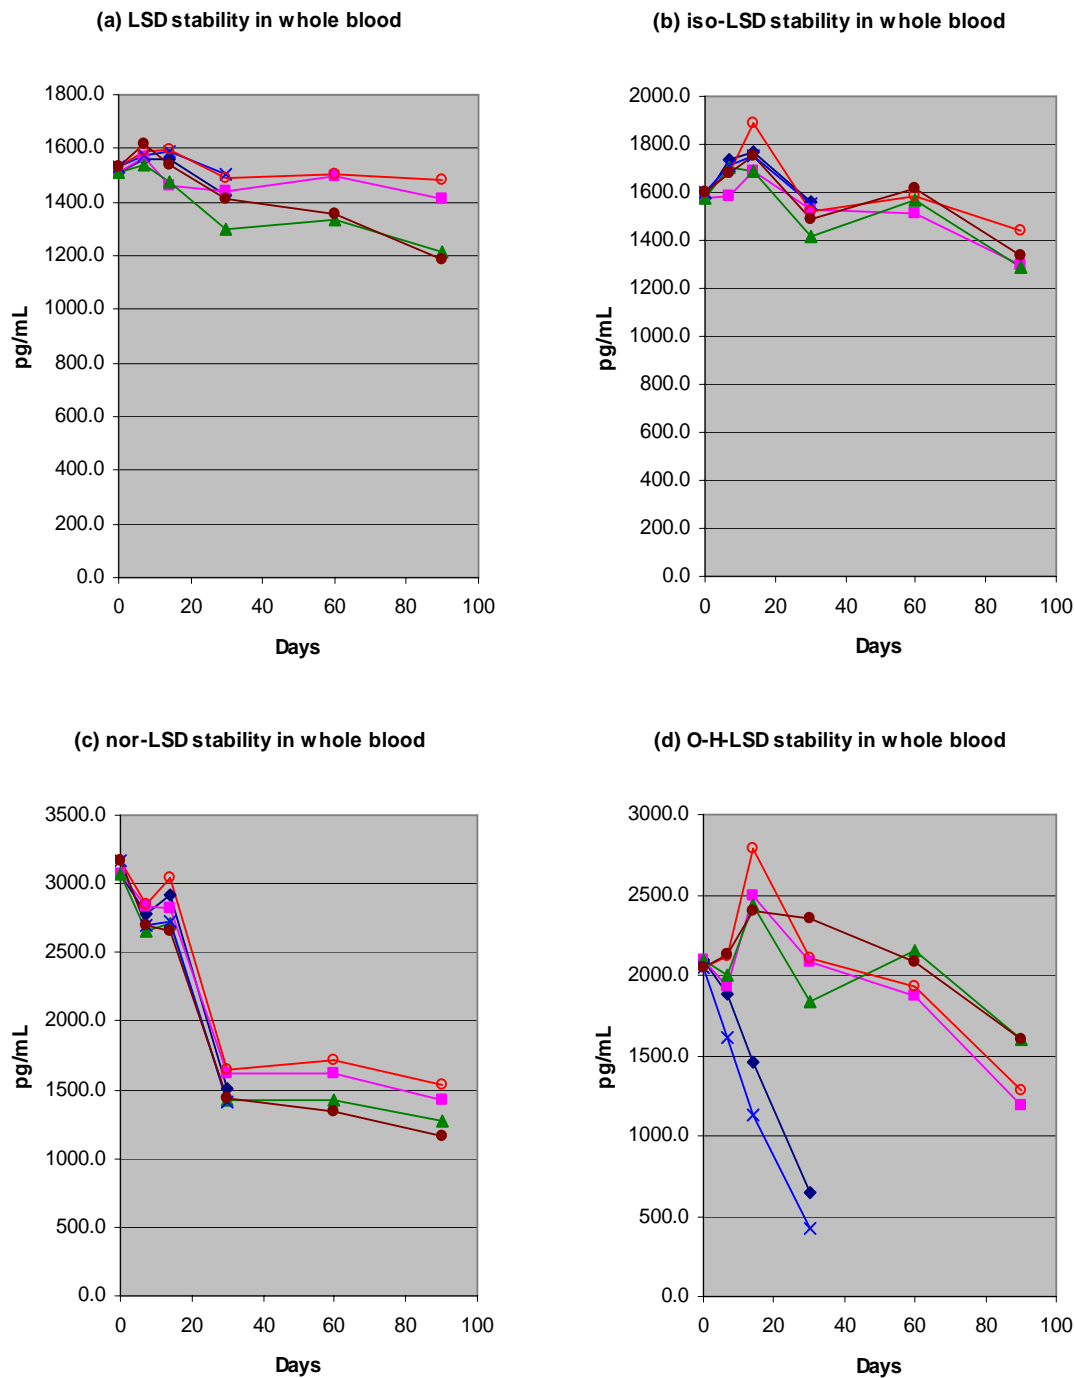 (a) LSD stability in whole blood
1800.0
1600.0
1400.0
1200.0
1000.0
800.0
600.0
400.0
200.0
0.0
pg/mL
0 20 40 60 80 100
Days
(b) iso-LSD stability in whole blood
2000.0
1800.0
1600.0
1400.0
1200.0
1000.0
800.0
600.0
400.0
200.0
0.0
pg/mL
0 20 40 60 80 100
Days
(c) nor-LSD stability in whole blood
3500.0
3000.0
2500.0
2000.0
1500.0
1000.0
500.0
0.0
pg/mL
0 20 40 60 80 100
Days
(d) O-H-LSD stability in whole blood
3000.0
2500.0
2000.0
1500.0
1000.0
500.0
0.0
pg/mL
0 20 40 60 80 100
Days